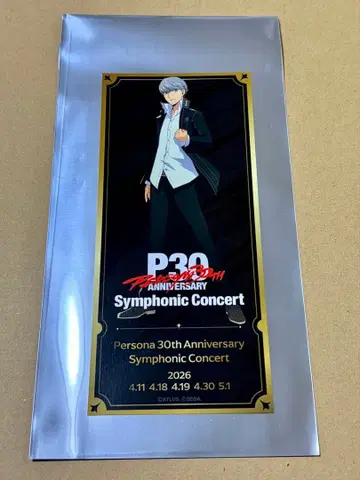 P30
PERSONA30TH
ANNIVERSARY
Symphonic Concert
Persona 30th Anniversary
Symphonic Concert
2026
4.11 4.18 4.19 4.30 5.1
©ATLUS. ©SEGA.